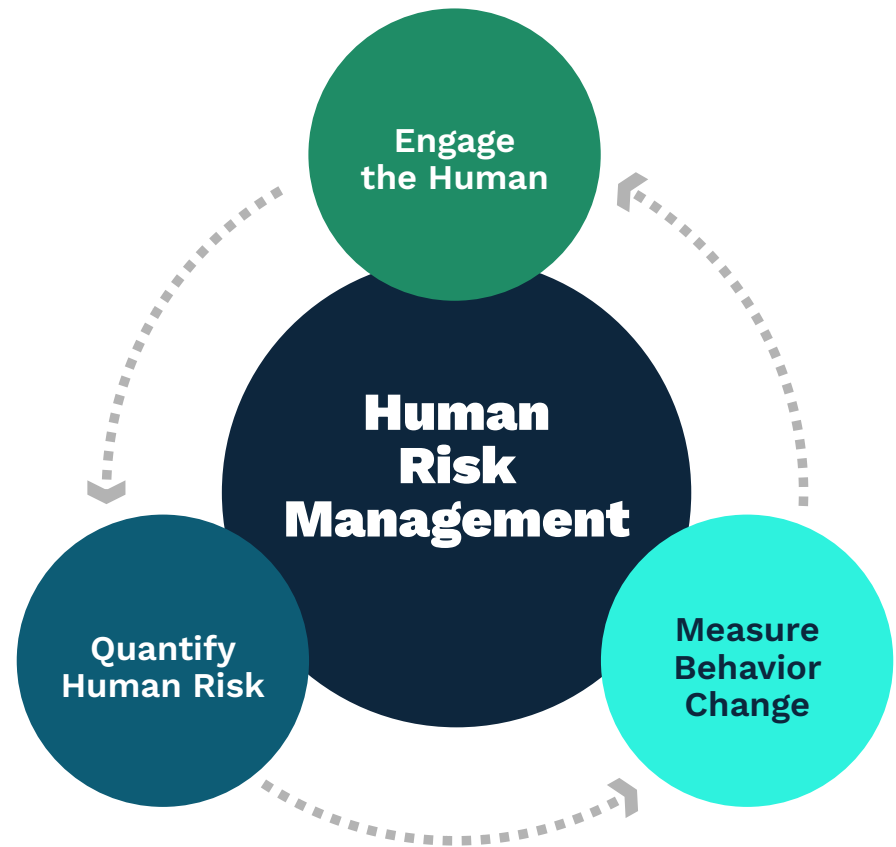 Engage
the Human
Human
Risk
Management
Quantify
Human Risk
Measure
Behavior
Change